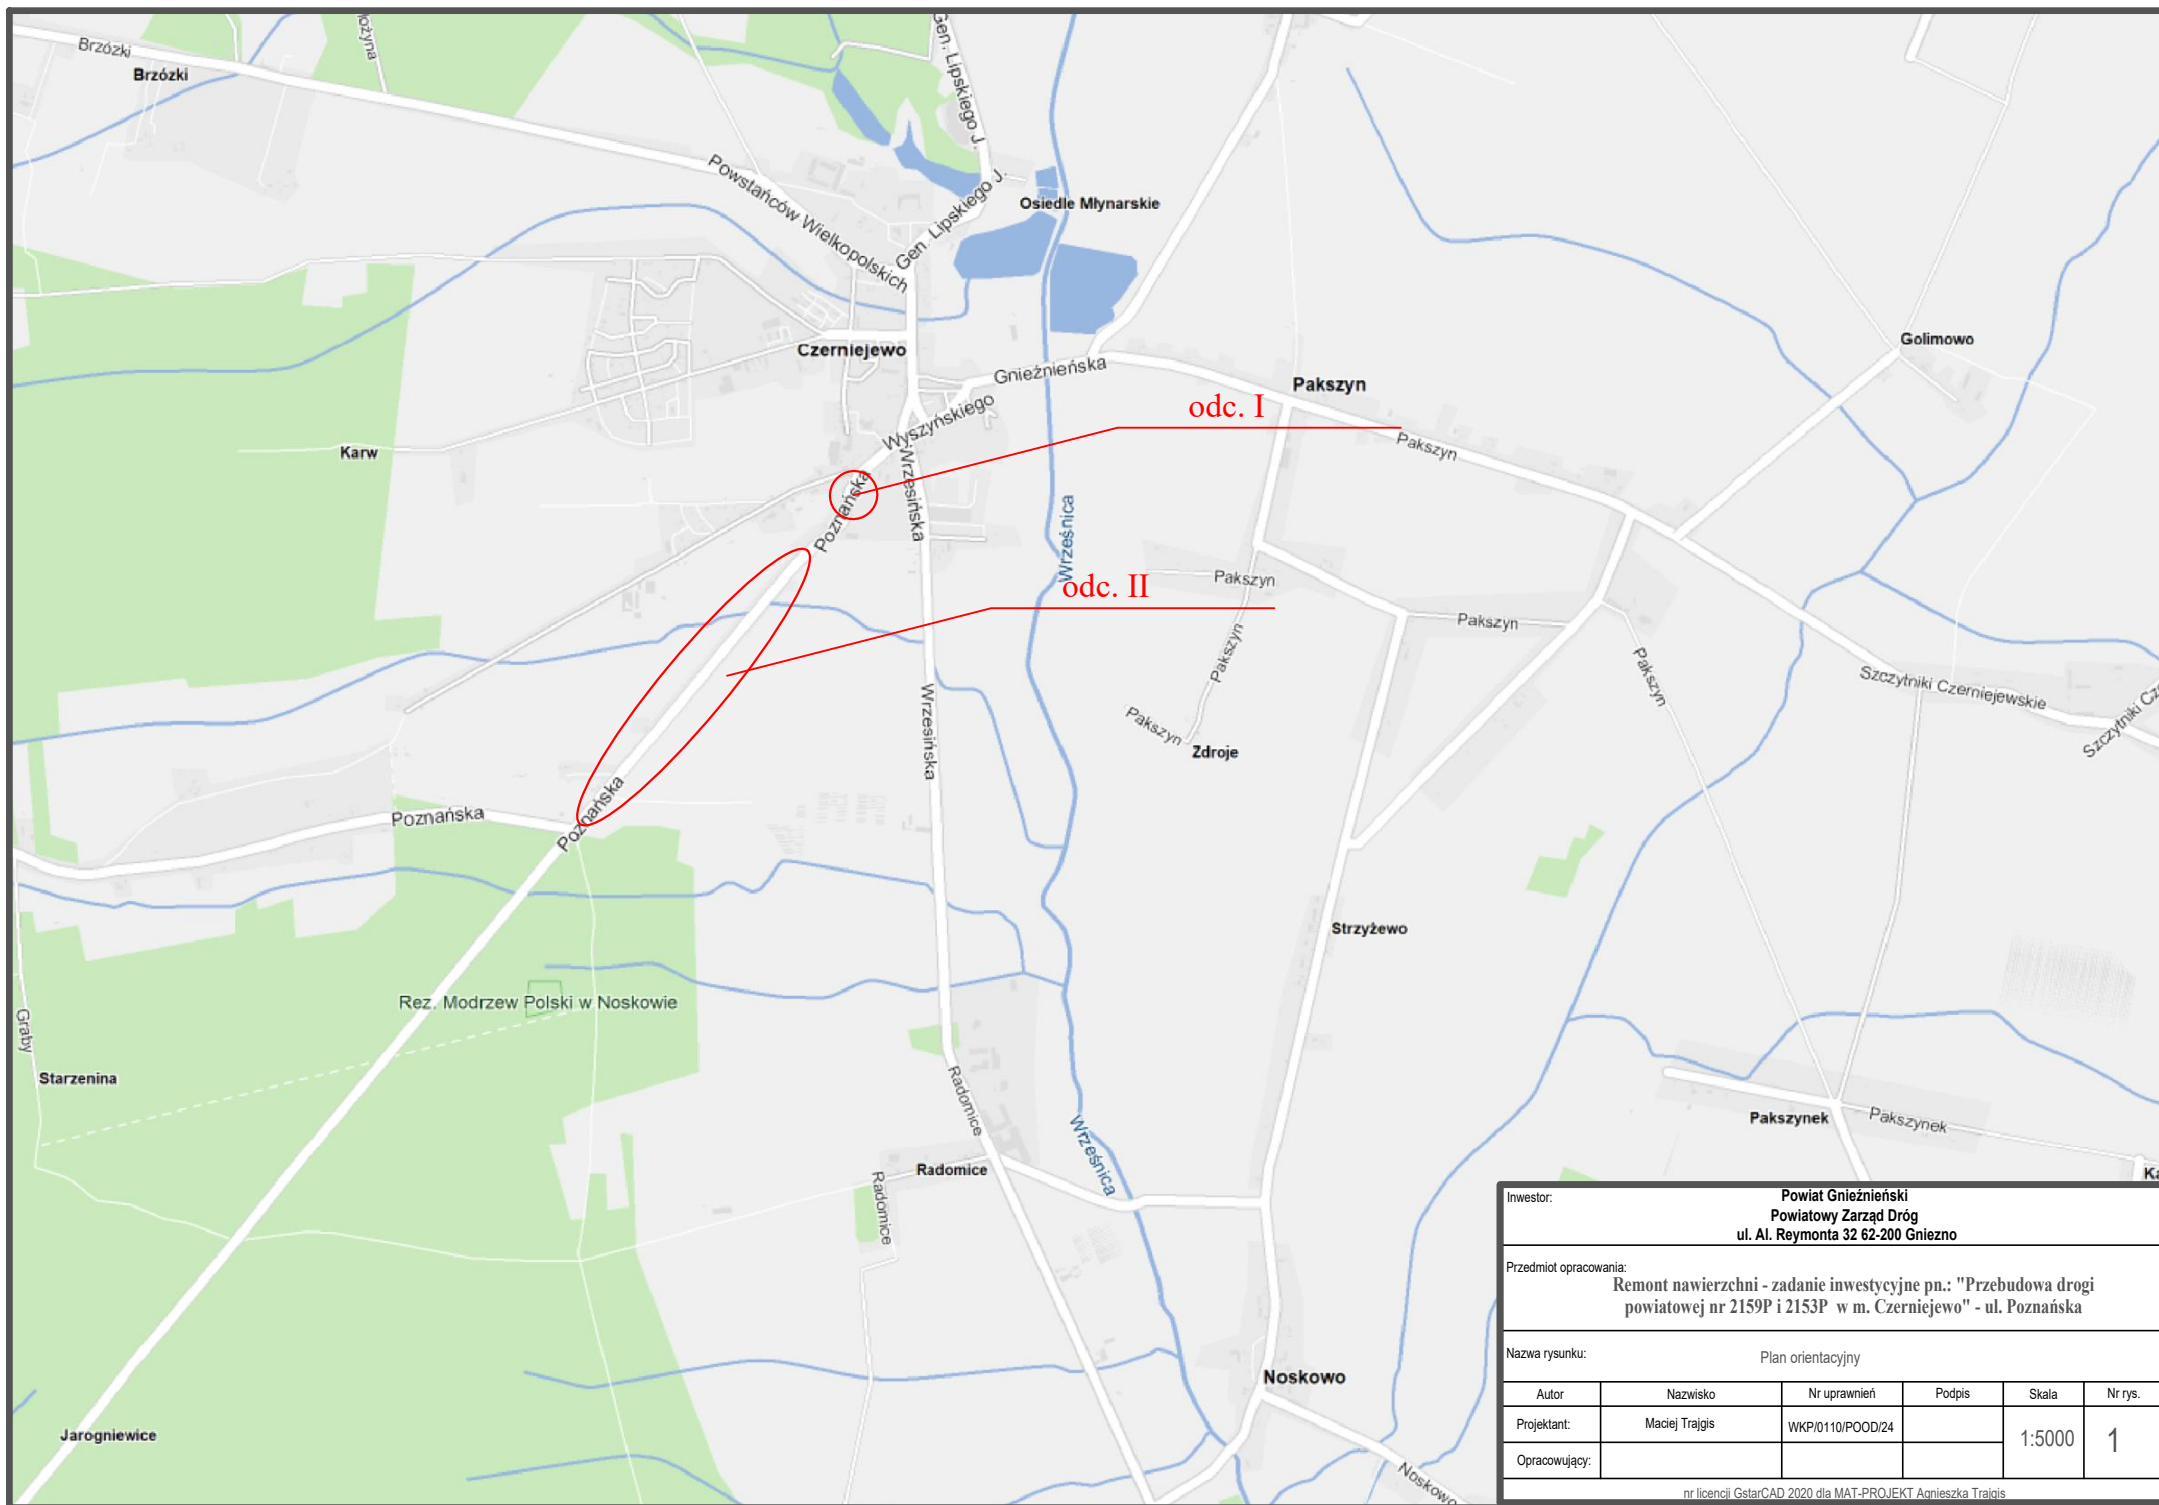 Brzózki
Brzózki
Gen. Lipskiego J.
Powstańców Wielkopolskich
Gen. Lipskiego J.
Osiedle Młynarskie
Czerniejewo
Gnieźnieńska
Pakszyn
Golimowo
odc. I
Wyszyńskiego
Pakszyn
Karw
Wrzesińska
Poznańska
Wrześnica
odc. II
Pakszyn
Pakszyn
Pakszyn
Pakszyn
Szczytniki Czerniejewskie
Szczytniki Cz
Pakszyn
Zdroje
Wrzesińska
Poznańska
Poznańska
Strzyżewo
Rez. Modrzew Polski w Noskowie
Graby
Starzenina
Radomice
Pakszynek
Pakszynek
Wrześnica
Radomice
Radomice
Ka
Noskowo
Jarogniewice
Noskowo
Inwestor:
Powiat Gnieźnieński
Powiatowy Zarząd Dróg
ul. Al. Reymonta 32 62-200 Gniezno
Przedmiot opracowania:
Remont nawierzchni - zadanie inwestycyjne pn.: "Przebudowa drogi
powiatowej nr 2159P i 2153P w m. Czerniejewo" - ul. Poznańska
Nazwa rysunku:
Plan orientacyjny
Autor Nazwisko Nr uprawnień Podpis Skala Nr rys.
Projektant: Maciej Trajgis WKP/0110/POOD/24 1:5000 1
Opracowujący:
nr licencji GstarCAD 2020 dla MAT-PROJEKT Agnieszka Trajgis